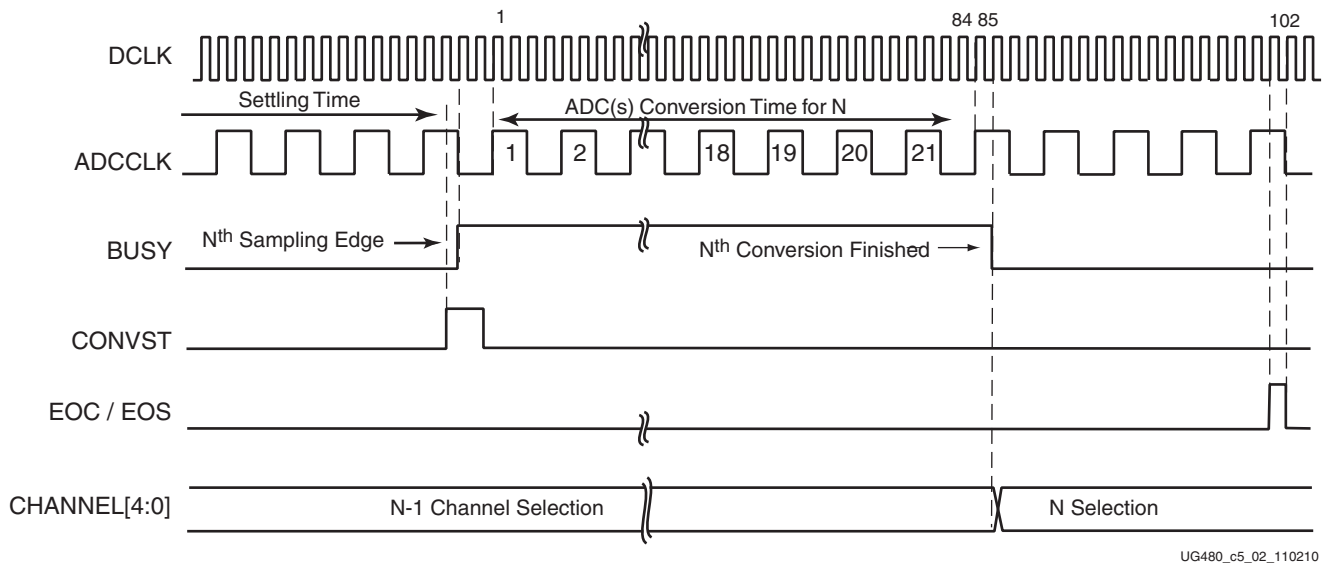 1 84 85 102
DCLK
Settling Time
ADC(s) Conversion Time for N
ADCCLK
1 2 18 19 20 21
BUSY
Nth Sampling Edge
Nth Conversion Finished
CONVST
EOC / EOS
CHANNEL[4:0]
N-1 Channel Selection
N Selection
UG480_c5_02_110210